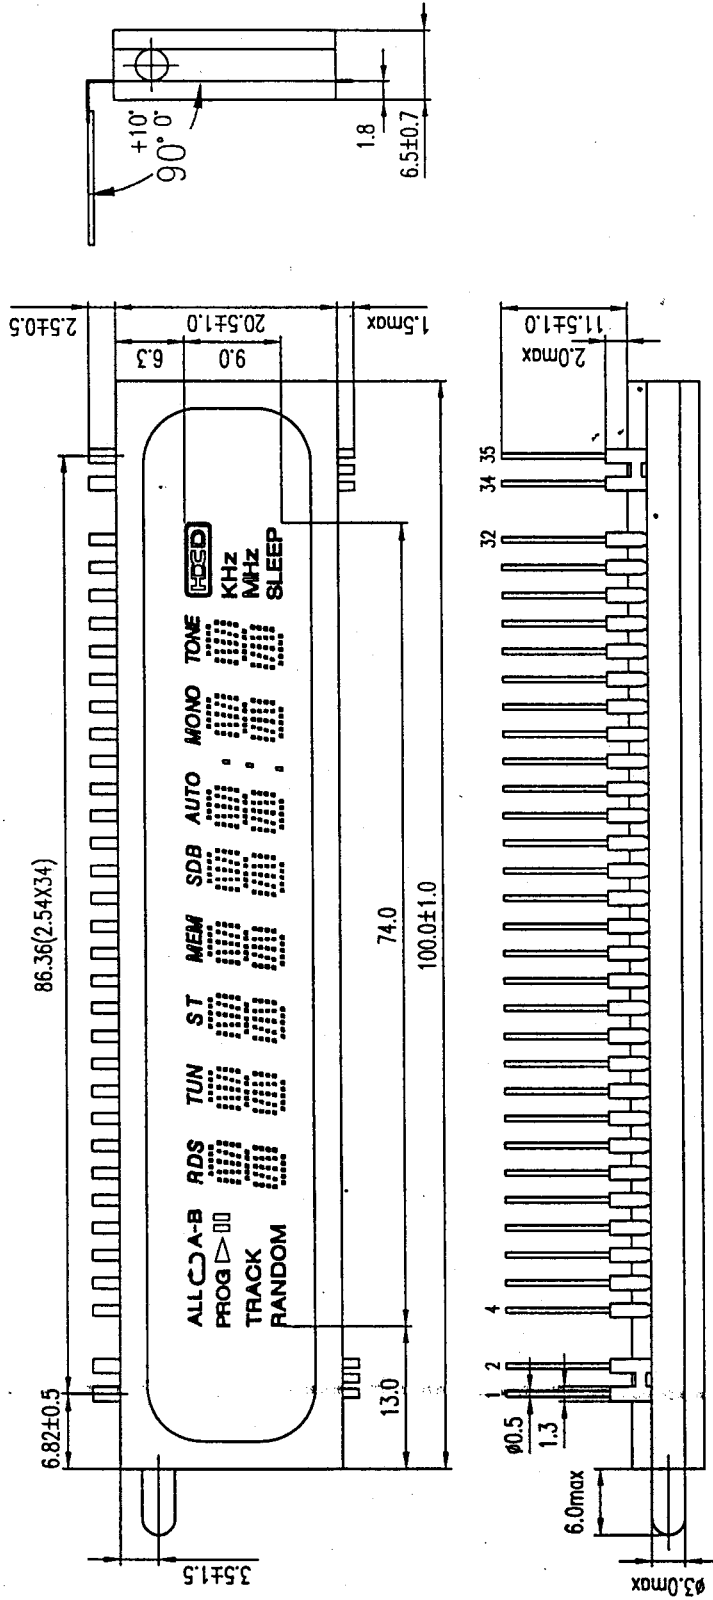 6.82±0.5
86.36(2.54X34)
2.5±0.5
20.5±1.0
6.3
9.0
1.5max
3.5±1.5
ALL A-B RDS TUN ST MEM SDB AUTO MONO TONE HDCD
PROG KHz
TRACK MHz
RANDOM SLEEP
13.0
74.0
100.0±1.0
90° +10° 0°
1.8
6.5±0.7
1 2 4 32 34 35
ø0.5
1.3
6.0max
ø3.0max
11.5±1.0
2.0max